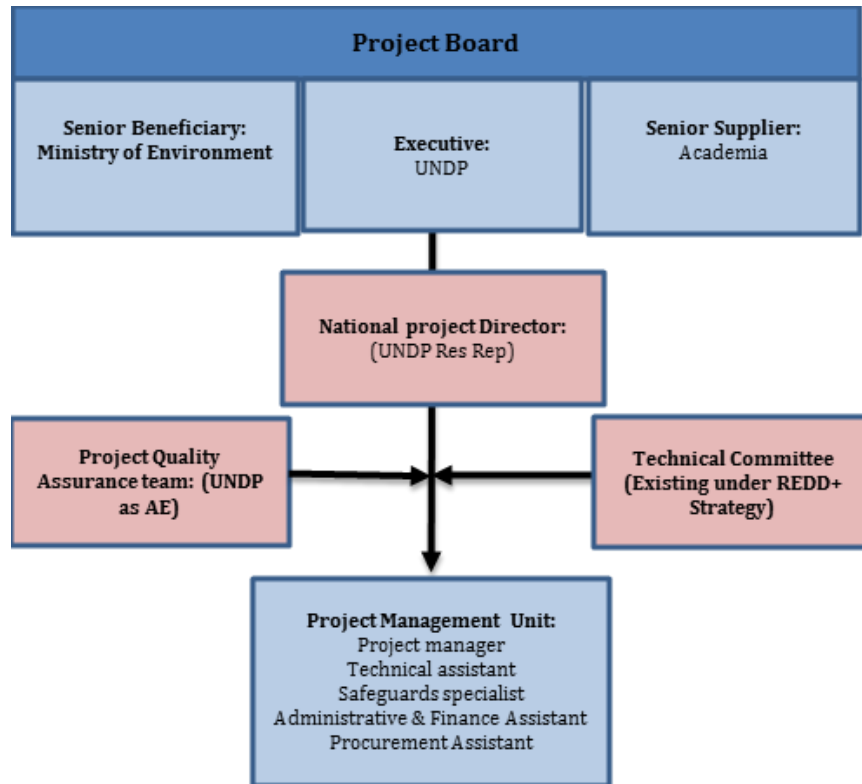 Project Board
Senior Beneficiary:
Ministry of Environment
Executive:
UNDP
Senior Supplier:
Academia
National project Director:
(UNDP Res Rep)
Project Quality
Assurance team: (UNDP
as AE)
Technical Committee
(Existing under REDD+
Strategy)
Project Management Unit:
Project manager
Technical assistant
Safeguards specialist
Administrative & Finance Assistant
Procurement Assistant